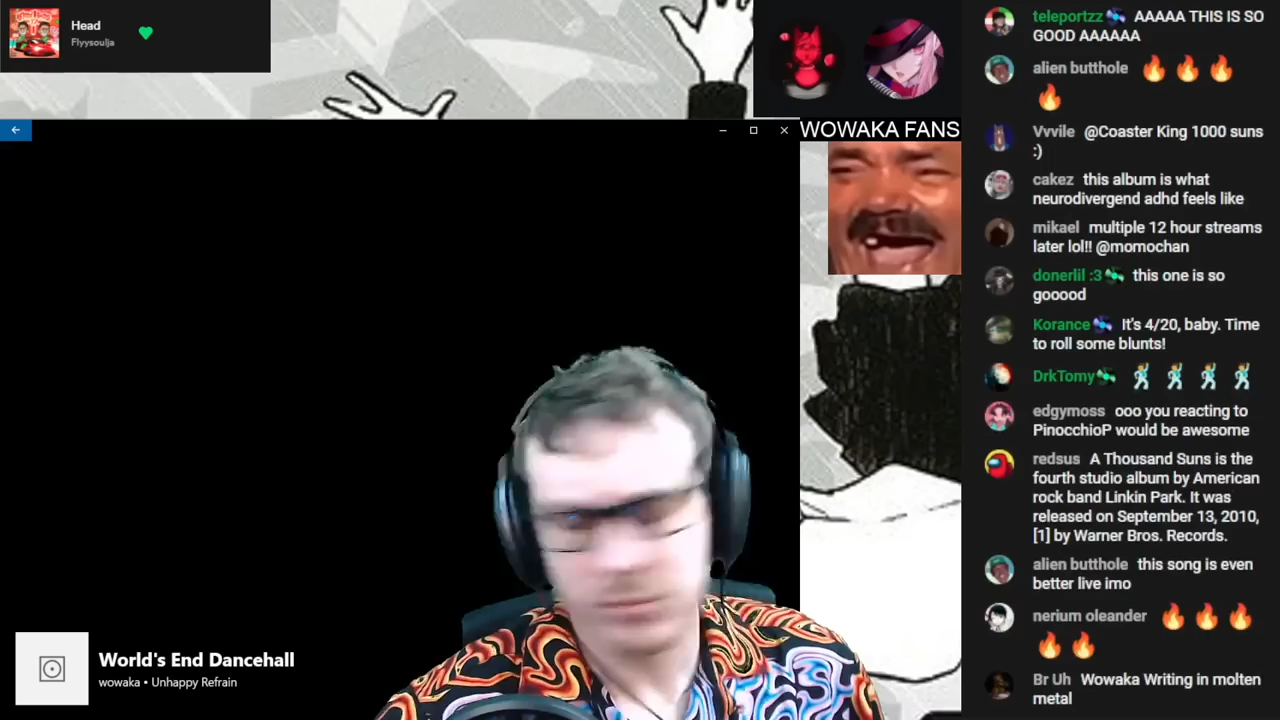 Head
Flyysoulja
WOWAKA FANS
World's End Dancehall
wowaka • Unhappy Refrain
teleportzz AAAAA THIS IS SO
GOOD AAAAAA
alien butthole 🔥 🔥 🔥
🔥
Vvvile @Coaster King 1000 suns
:)
cakez this album is what
neurodivergend adhd feels like
mikael multiple 12 hour streams
later lol!! @momochan
donerlil :3 this one is so
gooood
Korance It's 4/20, baby. Time
to roll some blunts!
DrkTomy 🕺 🕺 🕺 🕺
edgymoss ooo you reacting to
PinocchioP would be awesome
redsus A Thousand Suns is the
fourth studio album by American
rock band Linkin Park. It was
released on September 13, 2010,
[1] by Warner Bros. Records.
alien butthole this song is even
better live imo
nerium oleander 🔥 🔥 🔥
🔥 🔥
Br Uh Wowaka Writing in molten
metal